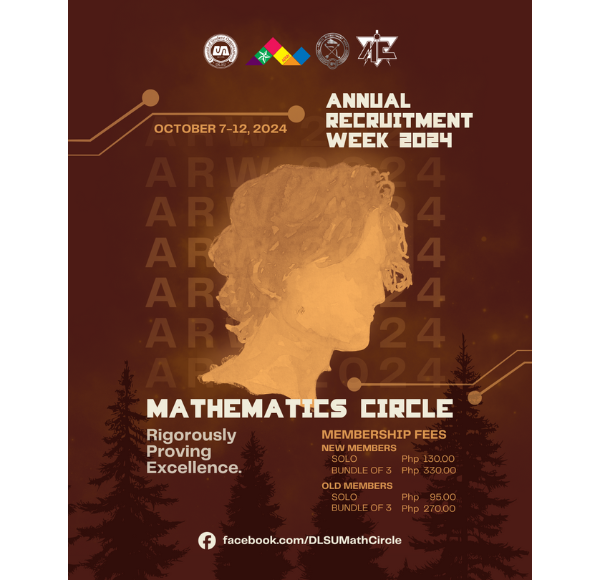 OCTOBER 7-12, 2024
ANNUAL
RECRUITMENT
WEEK 2024
ARW 2024
ARW 2024
ARW 2024
ARW 2024
ARW 2024
ARW 2024
MATHEMATICS CIRCLE
Rigorously
Proving
Excellence.
MEMBERSHIP FEES
NEW MEMBERS
SOLO Php 130.00
BUNDLE OF 3 Php 330.00
OLD MEMBERS
SOLO Php 95.00
BUNDLE OF 3 Php 270.00
facebook.com/DLSUMathCircle